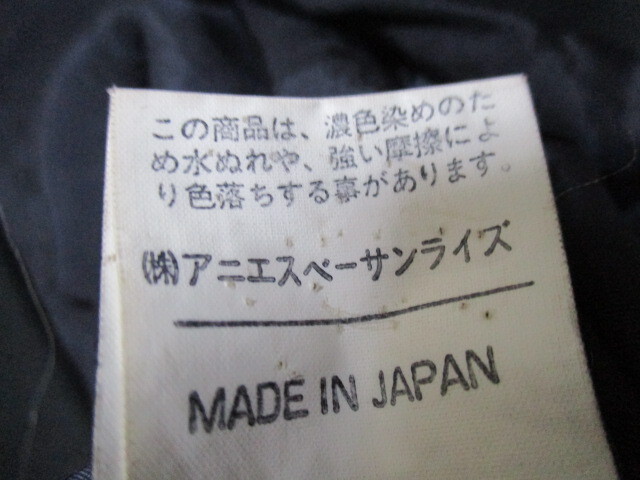 この商品は、濃色染めのた
め水ぬれや、強い摩擦によ
り色落ちする事があります。
㈱アニエスベーサンライズ
MADE IN JAPAN